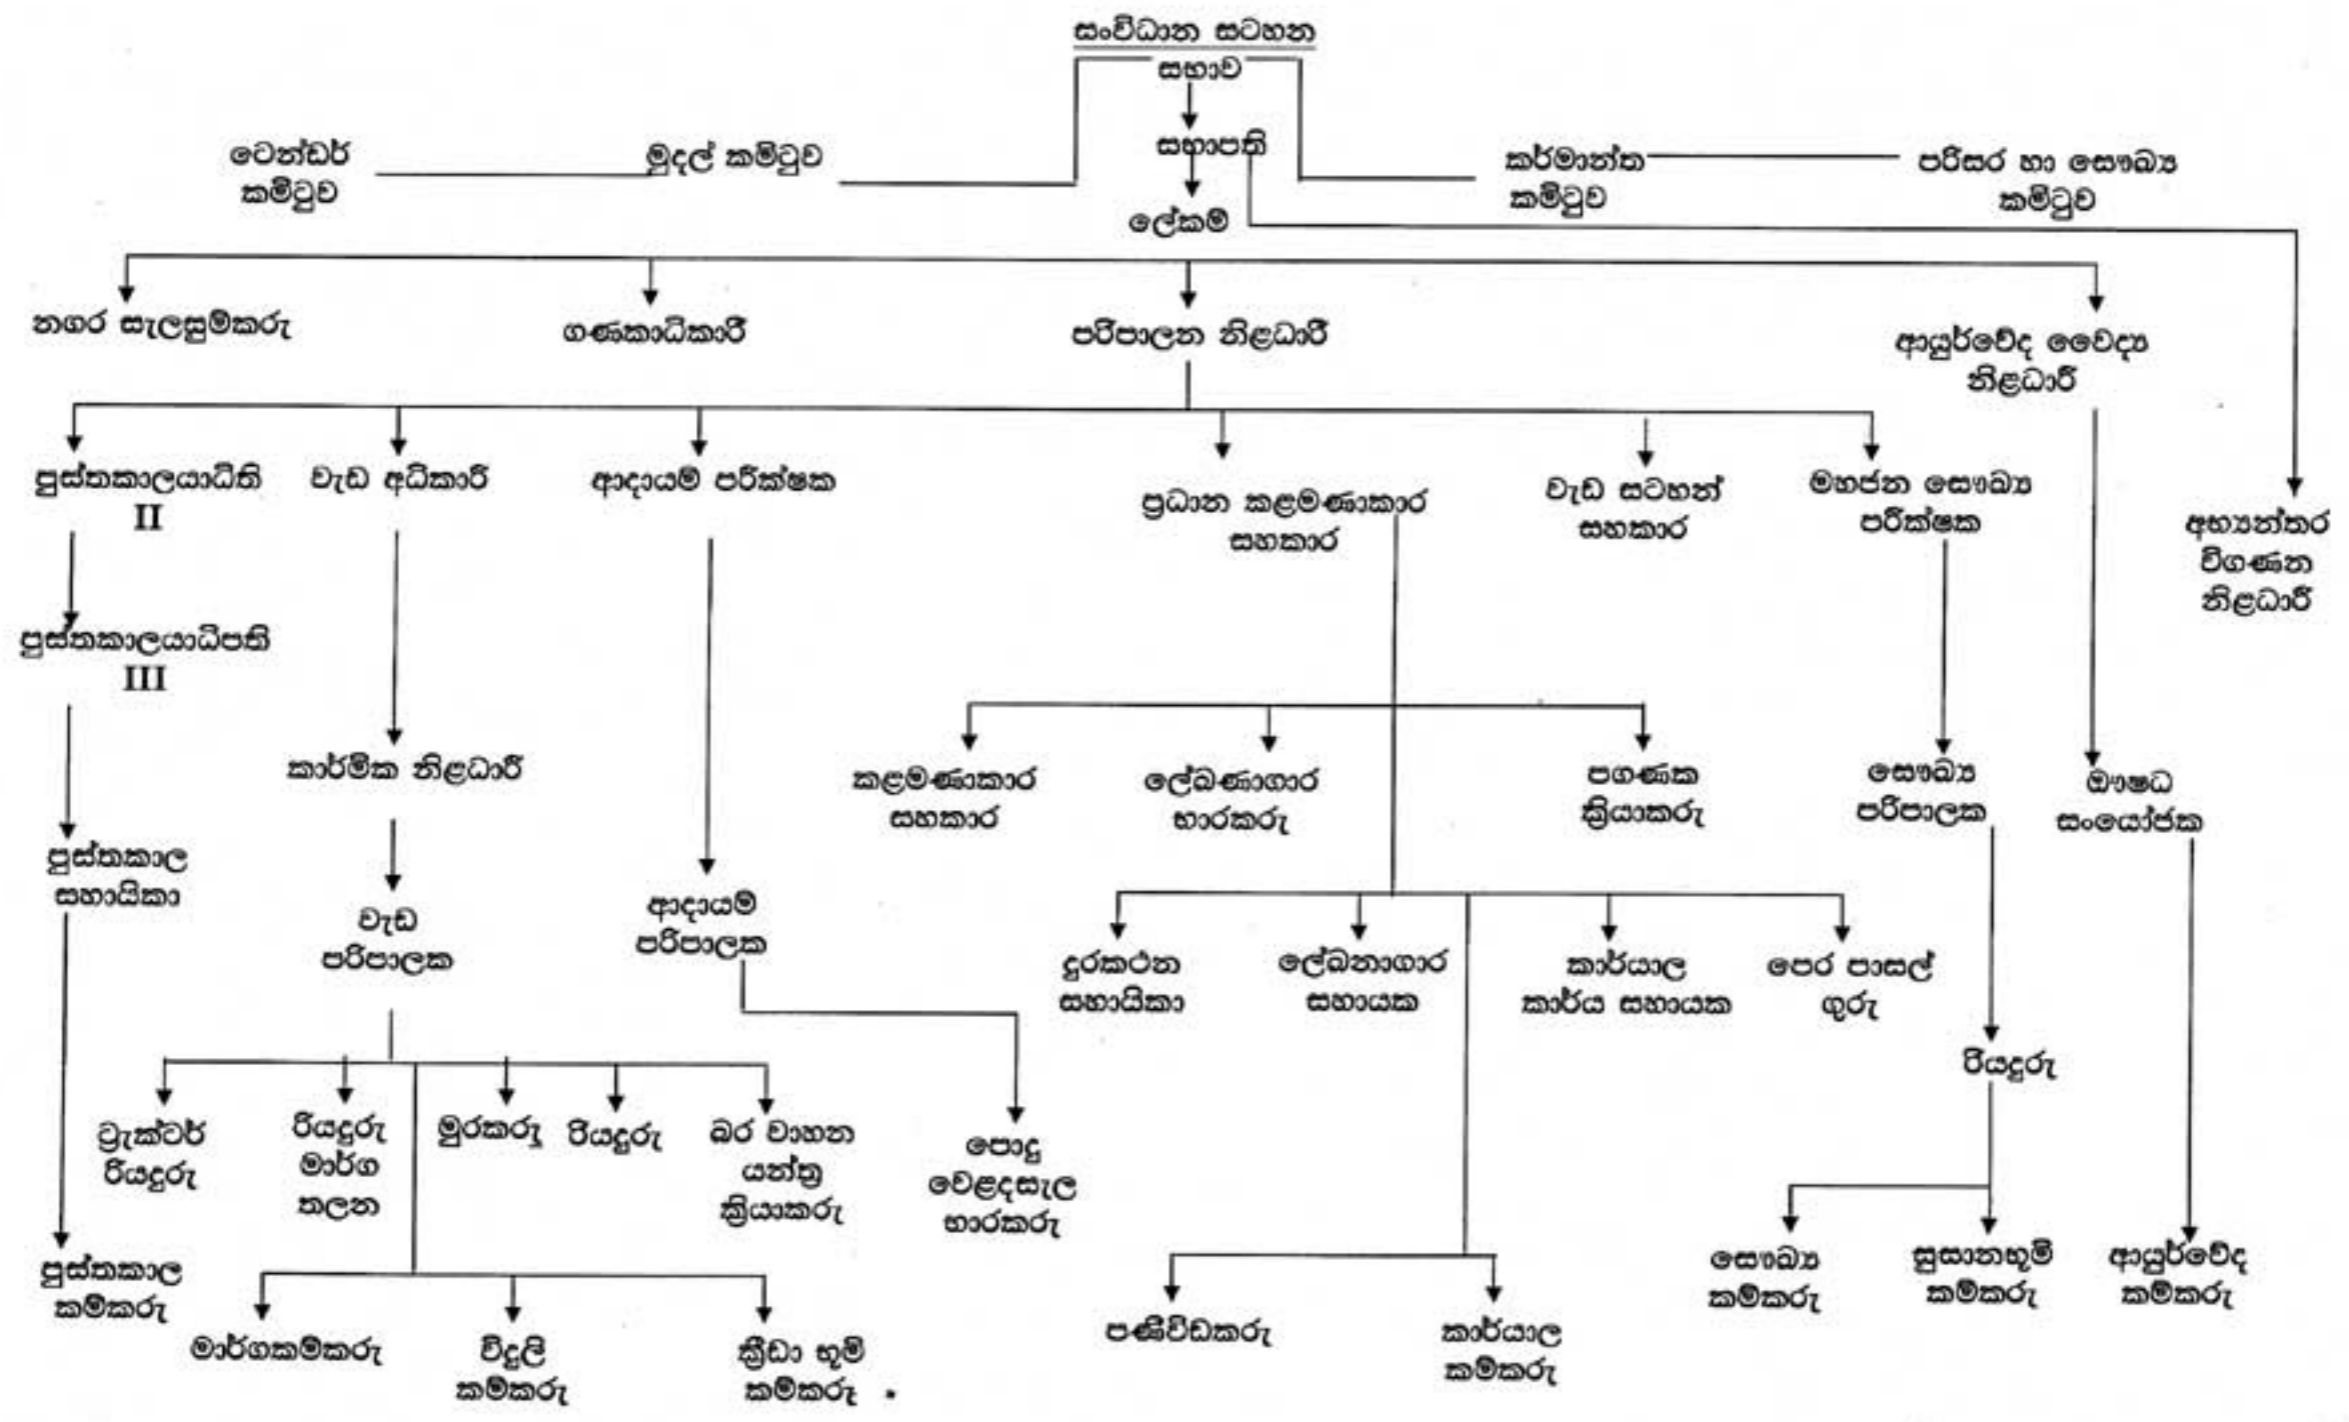 සංවිධාන සටහන
සභාව
සභාපති
ලේකම්
ටෙන්ඩර්
කමිටුව
මුදල් කමිටුව
කර්මාන්ත
කමිටුව
පරිසර හා සෞඛ්‍ය
කමිටුව
නගර සැලසුම්කරු
ගණකාධිකාරී
පරිපාලන නිළධාරී
ආයුර්වේද වෛද්‍ය
නිළධාරී
පුස්තකාලයාධිති
II
වැඩ අධිකාරී
ආදායම් පරීක්ෂක
ප්‍රධාන කළමණාකාර
සහකාර
වැඩ සටහන්
සහකාර
මහජන සෞඛ්‍ය
පරීක්ෂක
අභ්‍යන්තර
විගණන
නිළධාරී
පුස්තකාලයාධිපති
III
කාර්මික නිළධාරී
කළමණාකාර
සහකාර
ලේඛණාගාර
භාරකරු
පගණක
ක්‍රියාකරු
සෞඛ්‍ය
පරිපාලක
ඖෂධ
සංයෝජක
පුස්තකාල
සහායිකා
වැඩ
පරිපාලක
ආදායම්
පරිපාලක
දුරකථන
සහායිකා
ලේඛනාගාර
සහායක
කාර්යාල
කාර්ය සහායක
පෙර පාසල්
ගුරු
රියදුරු
ට්‍රැක්ටර්
රියදුරු
රියදුරු
මාර්ග
තලන
මුරකරු
රියදුරු
බර වාහන
යන්ත්‍ර
ක්‍රියාකරු
පොදු
වෙළදසැල
භාරකරු
පුස්තකාල
කම්කරු
සෞඛ්‍ය
කම්කරු
සුසානභූමි
කම්කරු
ආයුර්වේද
කම්කරු
මාර්ගකම්කරු
විදුලි
කම්කරු
ක්‍රීඩා භූමි
කම්කරු
පණිවිඩකරු
කාර්යාල
කම්කරු